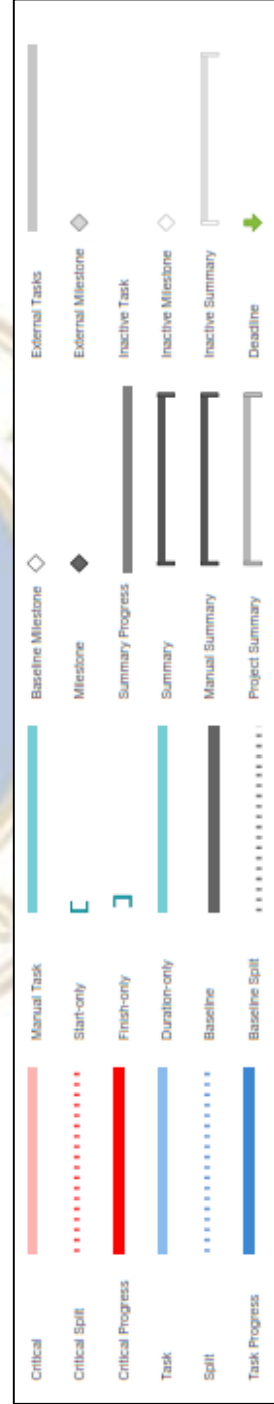 Critical
Critical Split
Critical Progress
Task
Split
Task Progress
Manual Task
Start-only
Finish-only
Duration-only
Baseline
Baseline Split
Baseline Milestone
Milestone
Summary Progress
Summary
Manual Summary
Project Summary
External Tasks
External Milestone
Inactive Task
Inactive Milestone
Inactive Summary
Deadline